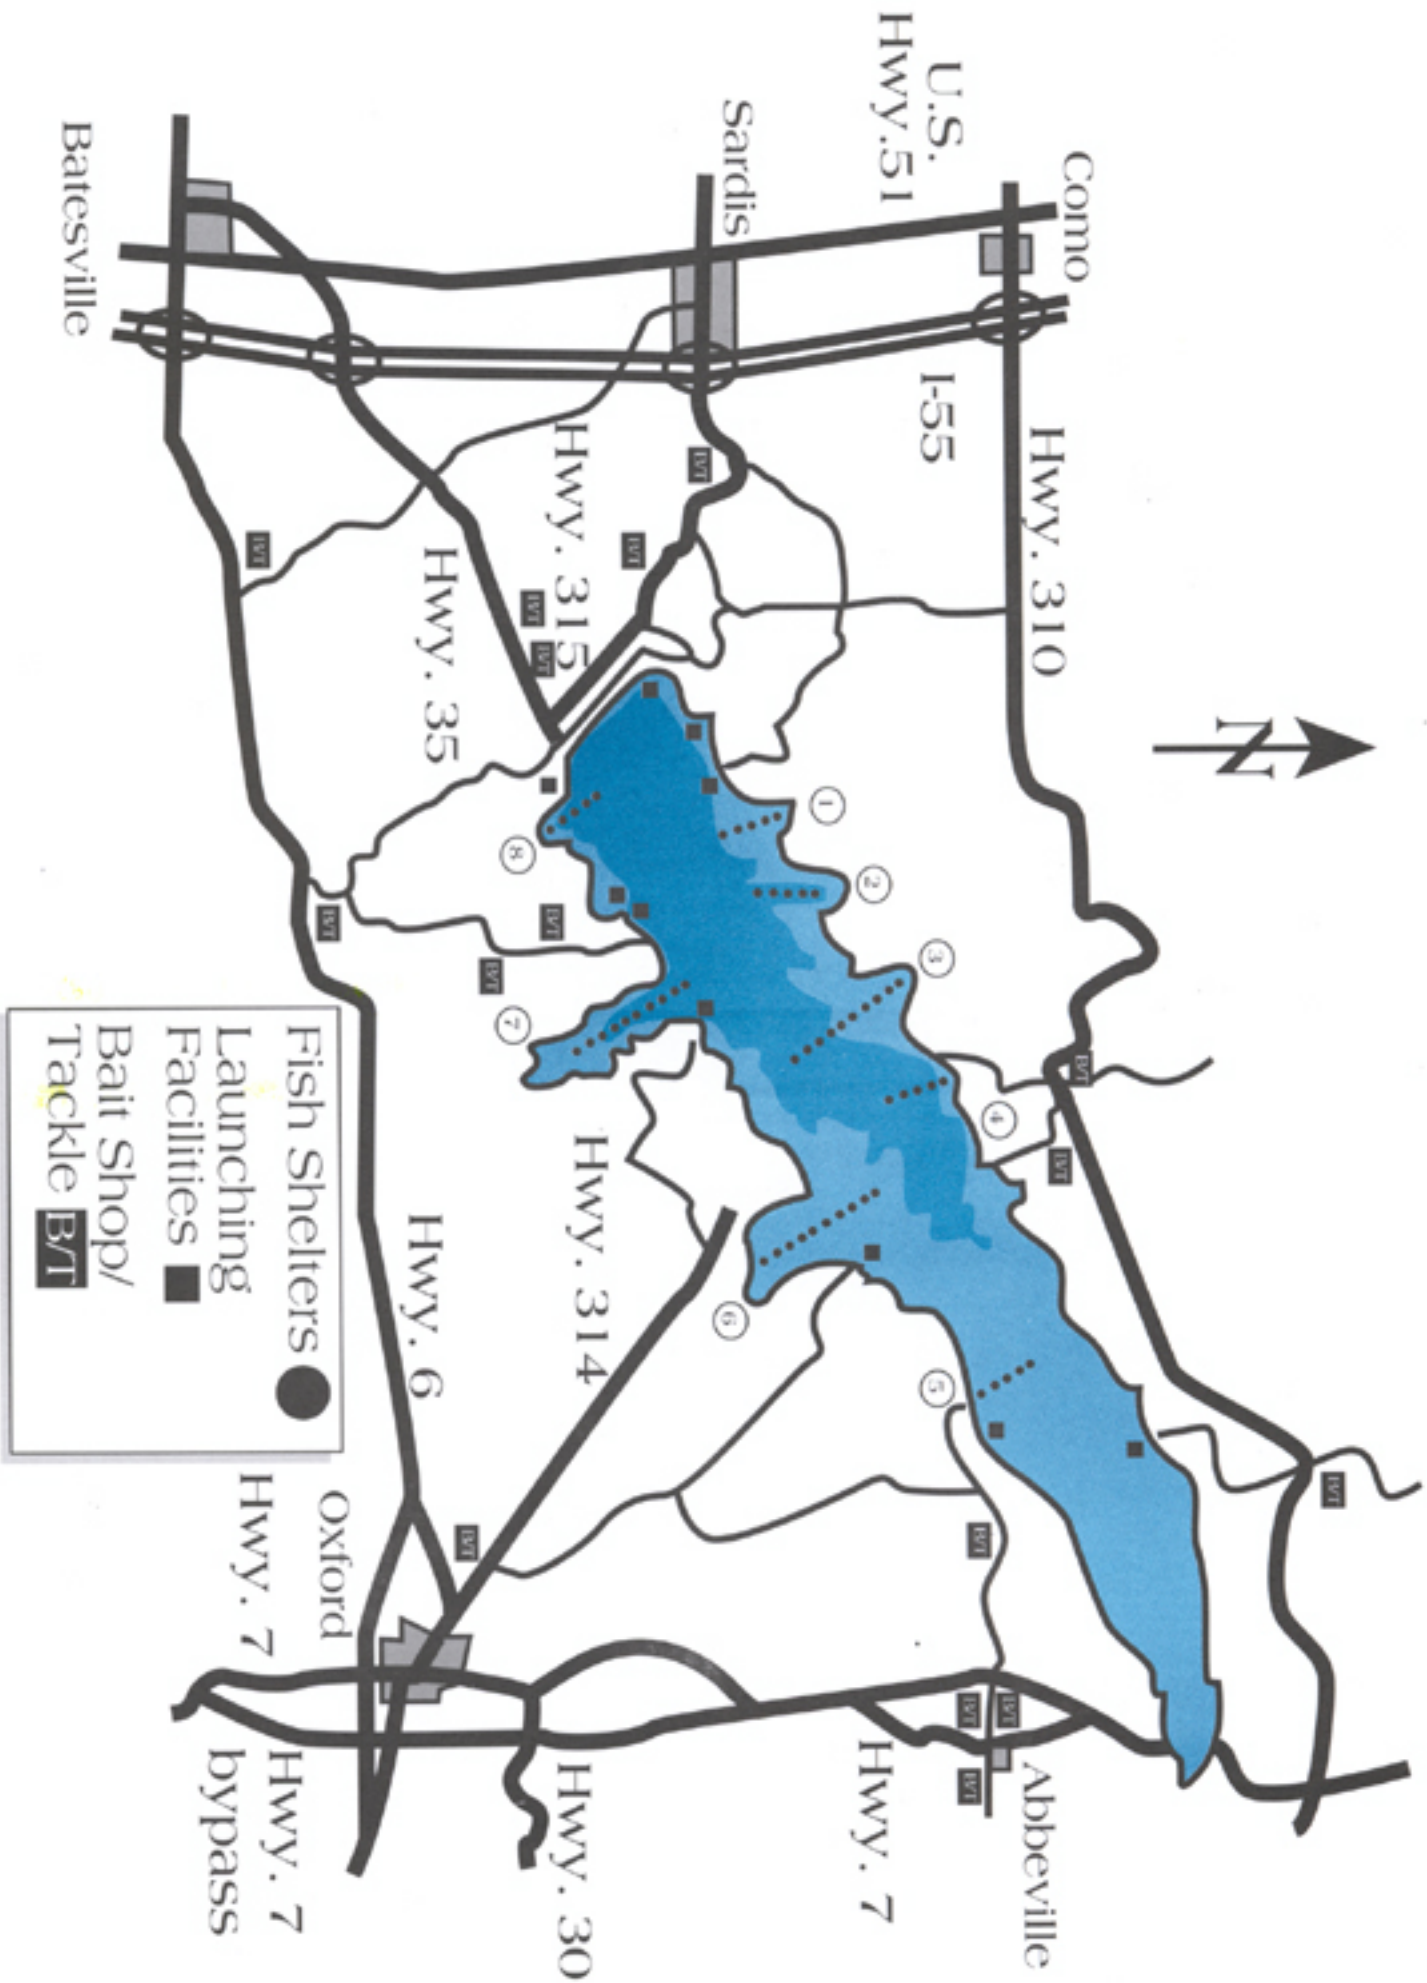 B/T
N
Como
B/T
B/T
Hwy. 310
Abbeville
B/T
4
B/T
B/T
B/T
U.S.
Hwy.51
I-55
3
5
Hwy. 7
2
1
Sardis
6
B/T
B/T
Hwy. 314
Hwy. 315
Hwy. 30
B/T
B/T
B/T
8
7
B/T
B/T
Hwy. 35
Hwy. 6
Oxford
B/T
Hwy. 7
bypass
Hwy. 7
B/T
Batesville
Fish Shelters
Launching
Facilities
Bait Shop/
Tackle B/T